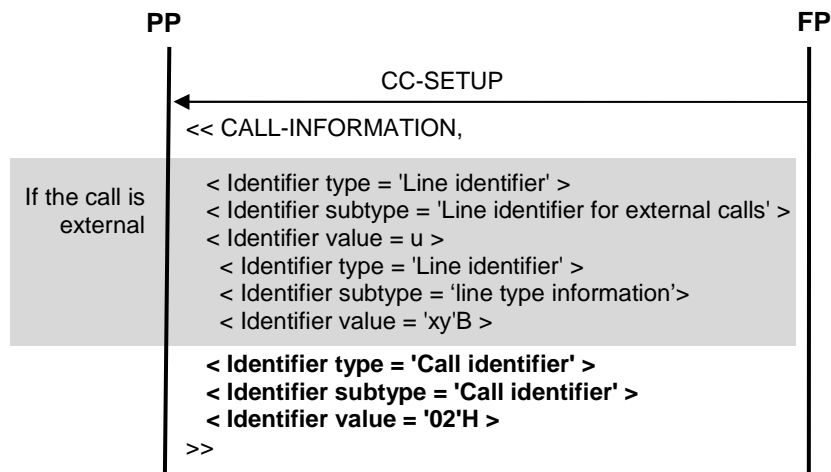 PP FP
CC-SETUP
<< CALL-INFORMATION,
If the call is
external
< Identifier type = 'Line identifier' >
< Identifier subtype = 'Line identifier for external calls' >
< Identifier value = u >
< Identifier type = 'Line identifier' >
< Identifier subtype = ‘line type information’>
< Identifier value = 'xy'B >
< Identifier type = 'Call identifier' >
< Identifier subtype = 'Call identifier' >
< Identifier value = '02'H >
>>